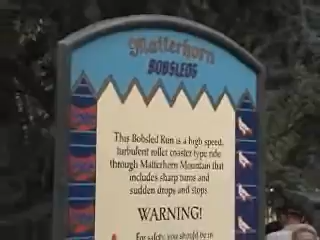 Matterhorn
BOBSLEDS
This Bobsled Run is a high speed,
turbulent roller coaster type ride
through Matterhorn Mountain that
includes sharp turns and
sudden drops and stops
WARNING!
For safety, you should be in